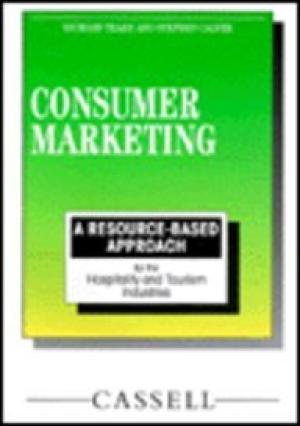 RICHARD TEARE AND STEPHEN CALVER
CONSUMER
MARKETING
A RESOURCE-BASED
APPROACH
for the
Hospitality and Tourism
Industries
CASSELL